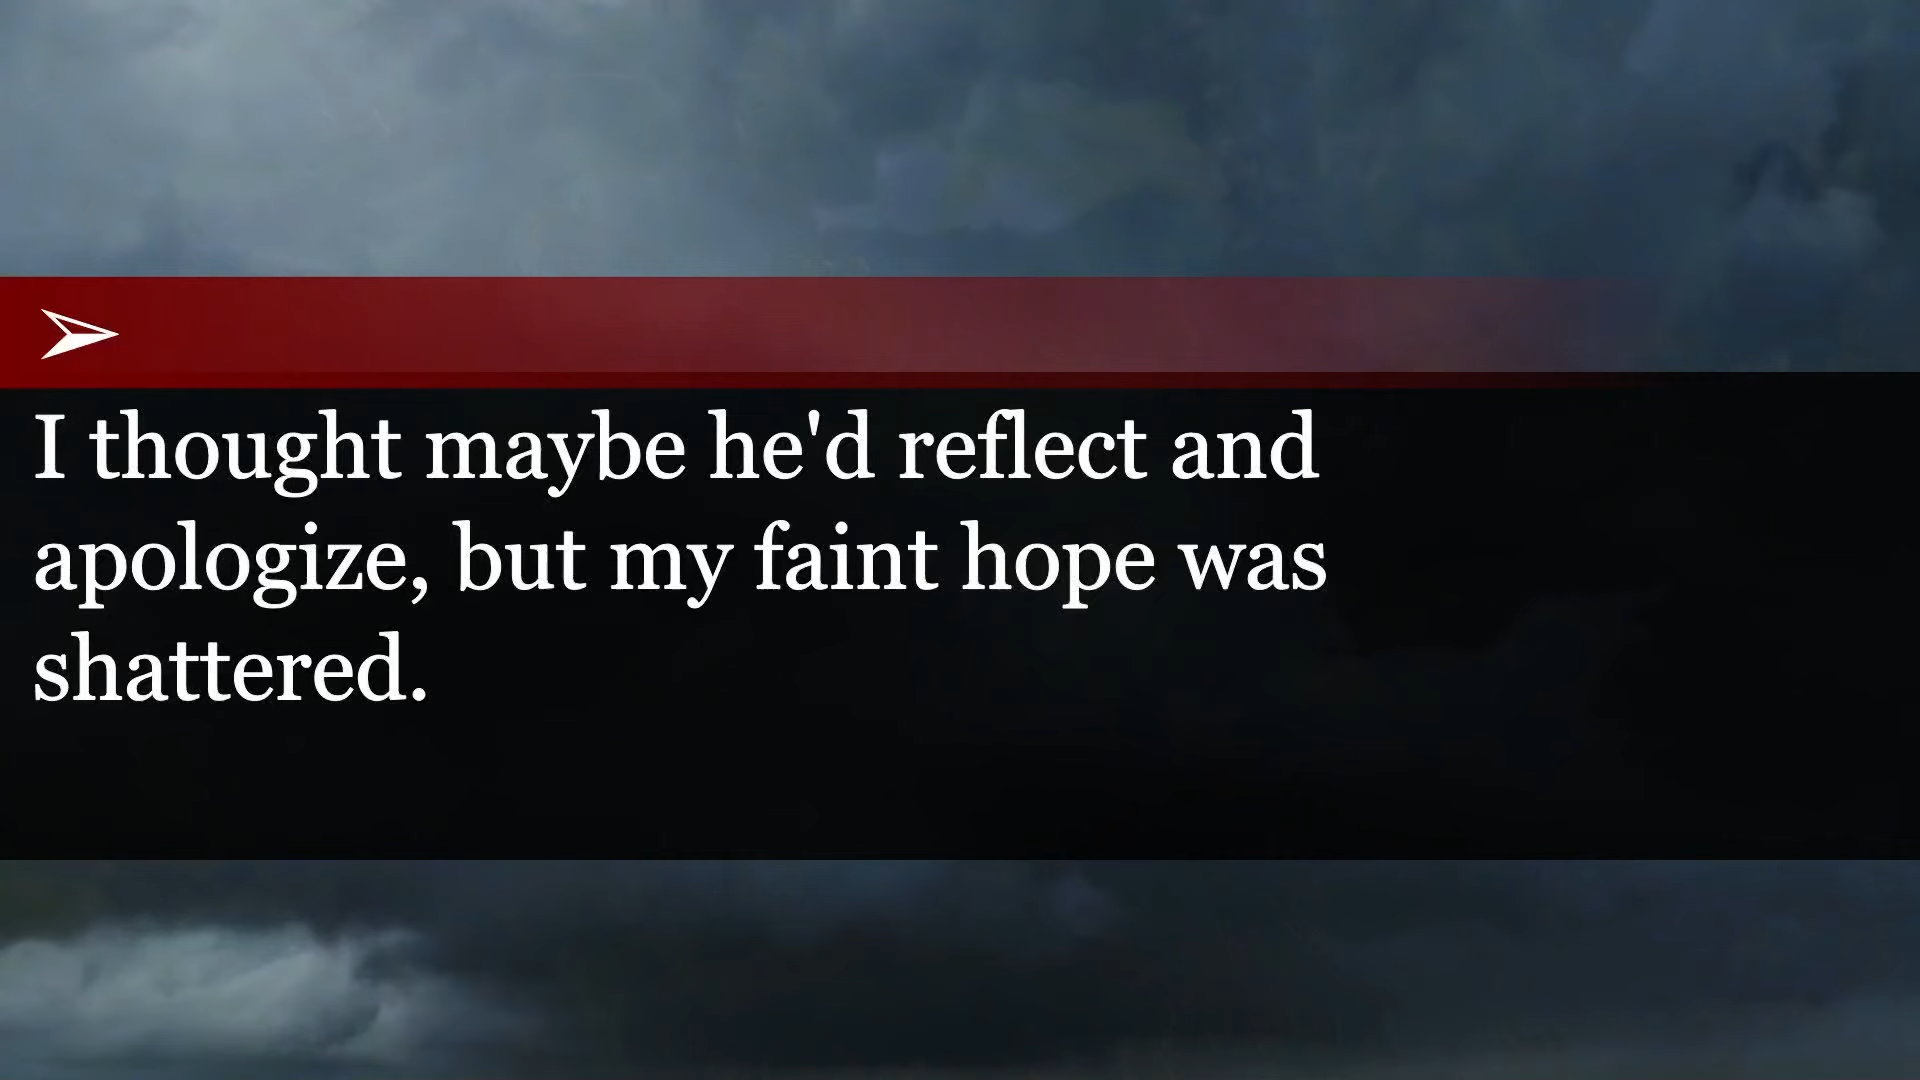 I thought maybe he'd reflect and
apologize, but my faint hope was
shattered.